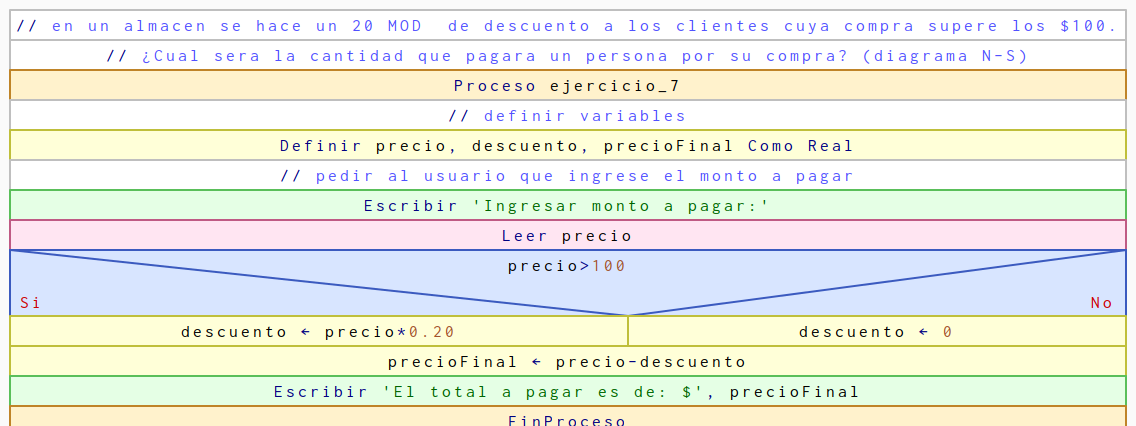 // en un almacen se hace un 20 MOD  de descuento a los clientes cuya compra supere los $100.
// ¿Cual sera la cantidad que pagara un persona por su compra? (diagrama N-S)
Proceso ejercicio_7
// definir variables
Definir precio, descuento, precioFinal Como Real
// pedir al usuario que ingrese el monto a pagar
Escribir 'Ingresar monto a pagar:'
Leer precio
precio>100
Si
No
descuento ← precio*0.20
descuento ← 0
precioFinal ← precio-descuento
Escribir 'El total a pagar es de: $', precioFinal
FinProceso